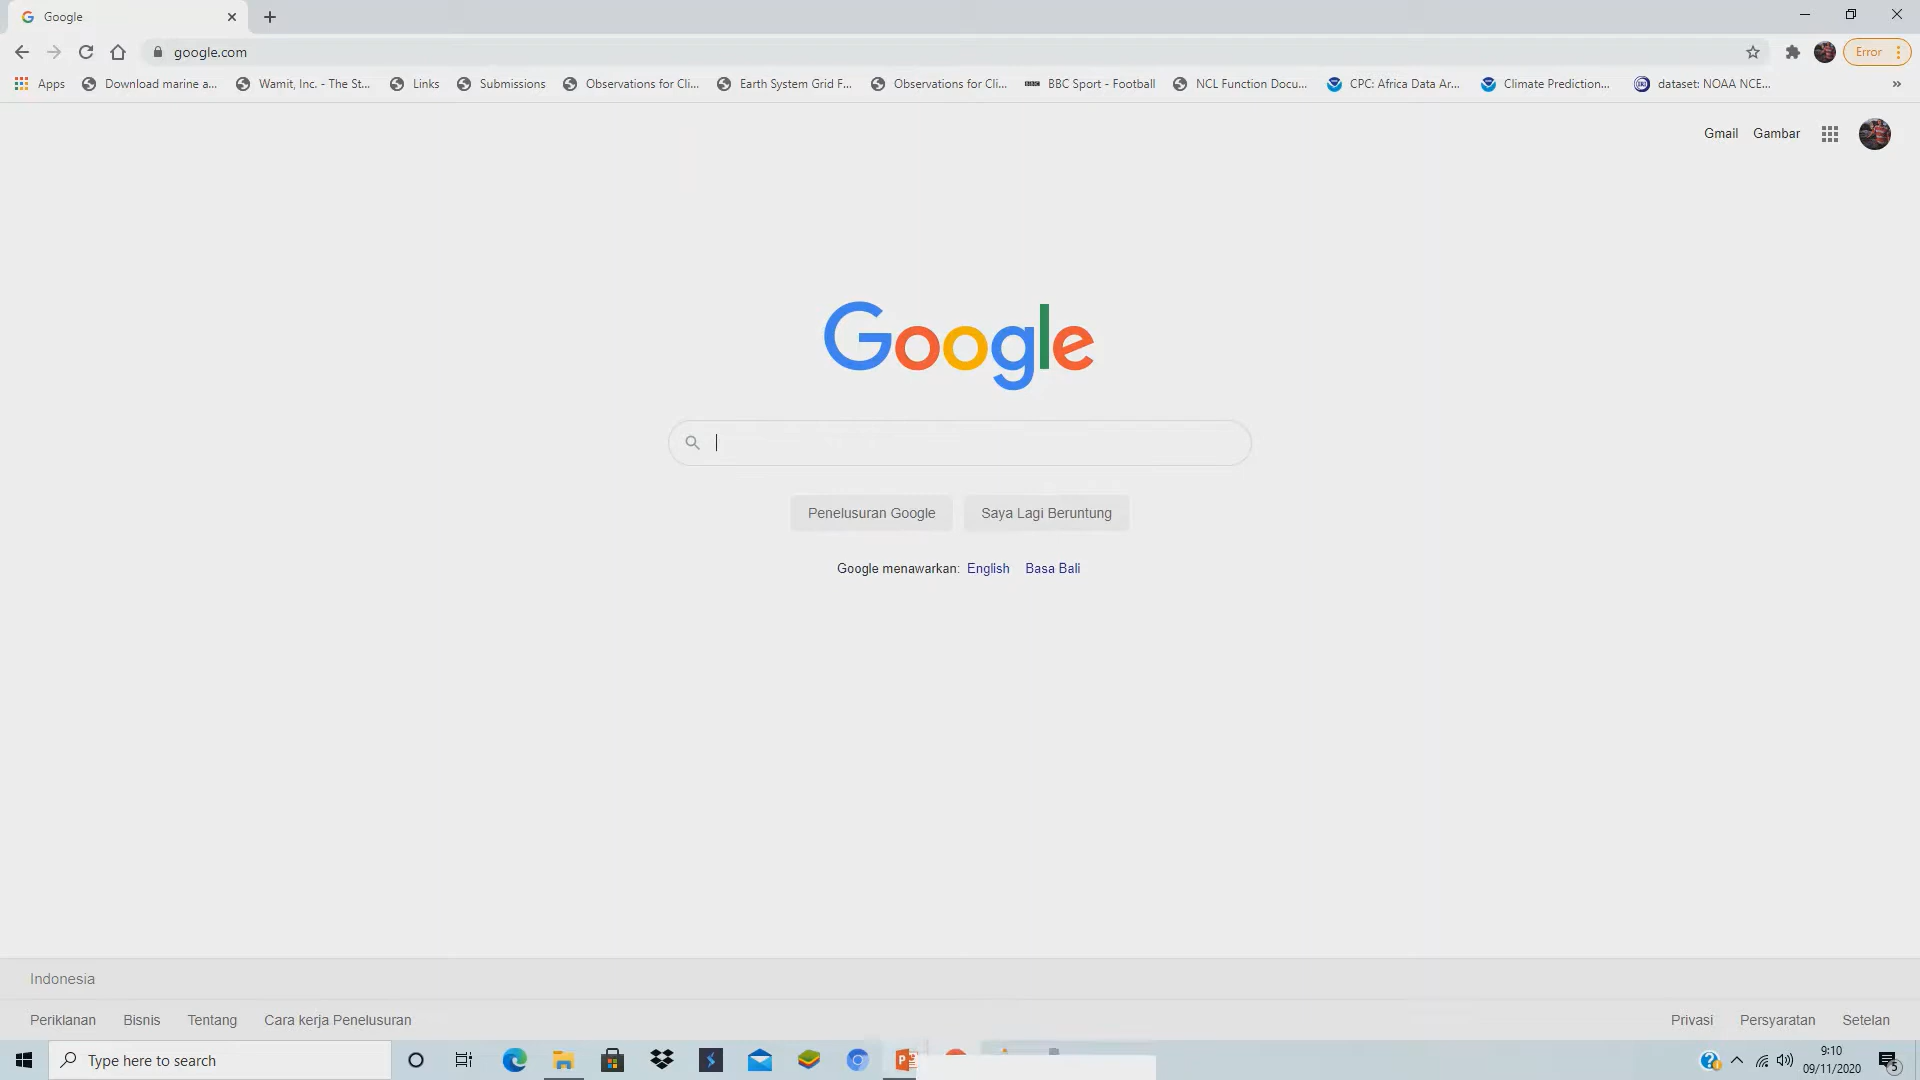 Google
google.com
Error
Apps
Download marine a...
Wamit, Inc. - The St...
Links
Submissions
Observations for Cli...
Earth System Grid F...
Observations for Cli...
BBC Sport - Football
NCL Function Docu...
CPC: Africa Data Ar...
Climate Prediction...
dataset: NOAA NCE...
Gmail Gambar
Google
Penelusuran Google
Saya Lagi Beruntung
Google menawarkan: English Basa Bali
Indonesia
Periklanan Bisnis Tentang Cara kerja Penelusuran
Privasi Persyaratan Setelan
Type here to search
9:10
09/11/2020
5